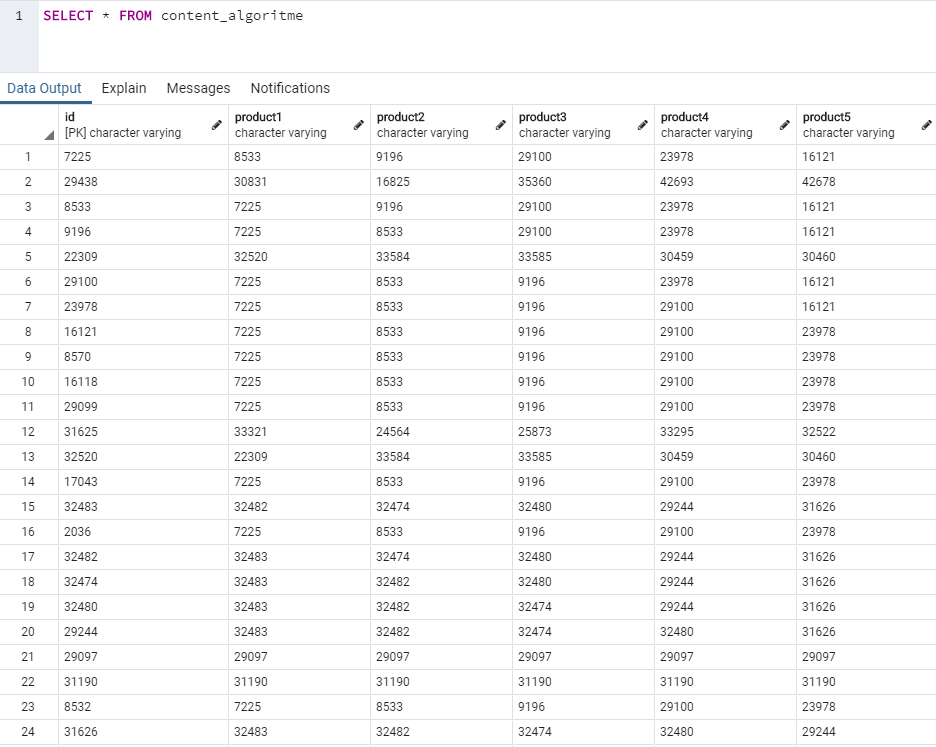 1 SELECT * FROM content_algoritme
Data Output Explain Messages Notifications
id product1 product2 product3 product4 product5
[PK] character varying character varying character varying character varying character varying character varying
1 7225 8533 9196 29100 23978 16121
2 29438 30831 16825 35360 42693 42678
3 8533 7225 9196 29100 23978 16121
4 9196 7225 8533 29100 23978 16121
5 22309 32520 33584 33585 30459 30460
6 29100 7225 8533 9196 23978 16121
7 23978 7225 8533 9196 29100 16121
8 16121 7225 8533 9196 29100 23978
9 8570 7225 8533 9196 29100 23978
10 16118 7225 8533 9196 29100 23978
11 29099 7225 8533 9196 29100 23978
12 31625 33321 24564 25873 33295 32522
13 32520 22309 33584 33585 30459 30460
14 17043 7225 8533 9196 29100 23978
15 32483 32482 32474 32480 29244 31626
16 2036 7225 8533 9196 29100 23978
17 32482 32483 32474 32480 29244 31626
18 32474 32483 32482 32480 29244 31626
19 32480 32483 32482 32474 29244 31626
20 29244 32483 32482 32474 32480 31626
21 29097 29097 29097 29097 29097 29097
22 31190 31190 31190 31190 31190 31190
23 8532 7225 8533 9196 29100 23978
24 31626 32483 32482 32474 32480 29244